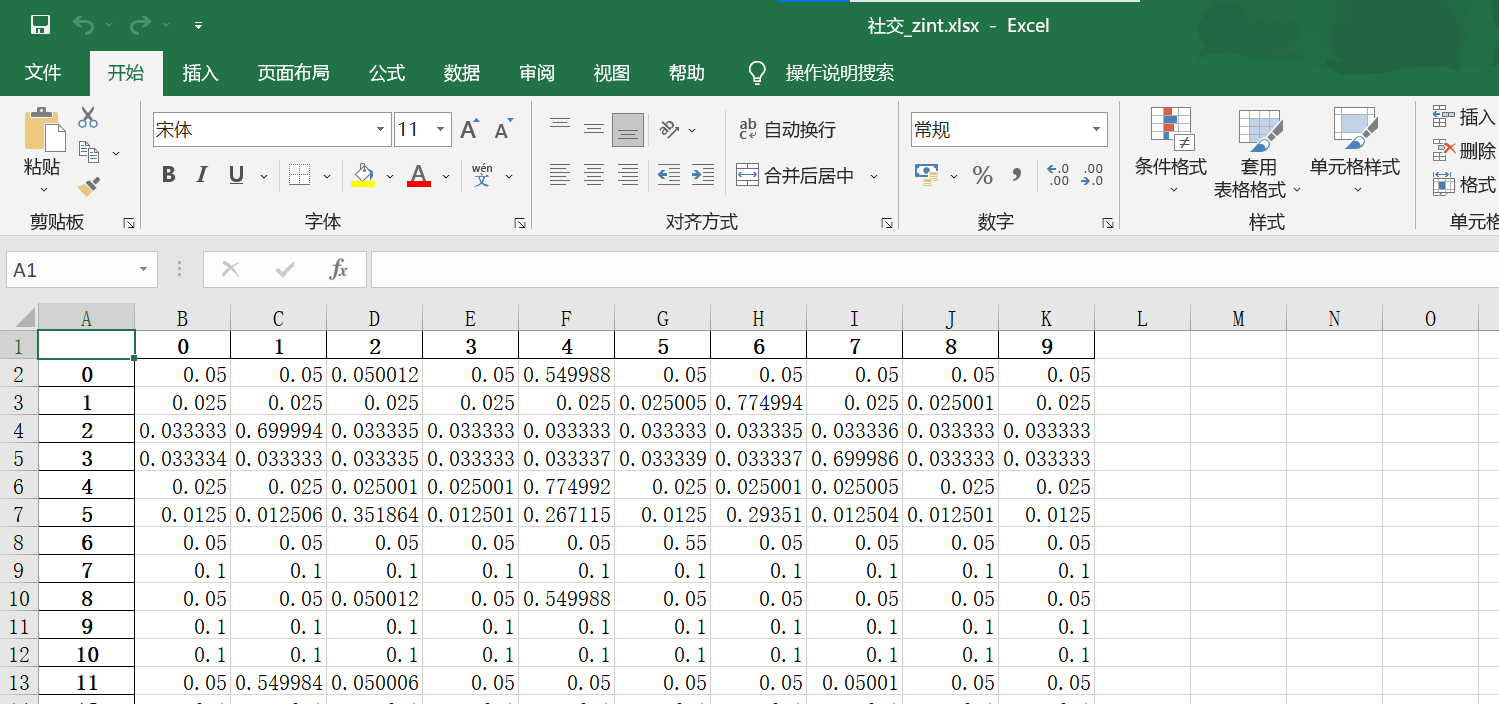 社交_zint.xlsx - Excel
文件 开始 插入 页面布局 公式 数据 审阅 视图 帮助 操作说明搜索
宋体 11 A A ab 自动换行 常规 插入
粘贴 条件格式 套用 单元格样式 删除
B I U A wén 文 合并后居中 % , .0 .00 .00 .0 表格格式 格式
剪贴板 字体 对齐方式 数字 样式 单元格
A1 fx
A B C D E F G H I J K L M N O
1 0 1 2 3 4 5 6 7 8 9
2 0 0.05 0.05 0.050012 0.05 0.549988 0.05 0.05 0.05 0.05 0.05
3 1 0.025 0.025 0.025 0.025 0.025 0.025005 0.774994 0.025 0.025001 0.025
4 2 0.033333 0.699994 0.033335 0.033333 0.033333 0.033333 0.033335 0.033336 0.033333 0.033333
5 3 0.033334 0.033333 0.033335 0.033333 0.033337 0.033339 0.033337 0.699986 0.033333 0.033333
6 4 0.025 0.025 0.025001 0.025001 0.774992 0.025 0.025001 0.025005 0.025 0.025
7 5 0.0125 0.012506 0.351864 0.012501 0.267115 0.0125 0.29351 0.012504 0.012501 0.0125
8 6 0.05 0.05 0.05 0.05 0.05 0.55 0.05 0.05 0.05 0.05
9 7 0.1 0.1 0.1 0.1 0.1 0.1 0.1 0.1 0.1 0.1
10 8 0.05 0.05 0.050012 0.05 0.549988 0.05 0.05 0.05 0.05 0.05
11 9 0.1 0.1 0.1 0.1 0.1 0.1 0.1 0.1 0.1 0.1
12 10 0.1 0.1 0.1 0.1 0.1 0.1 0.1 0.1 0.1 0.1
13 11 0.05 0.549984 0.050006 0.05 0.05 0.05 0.05 0.05001 0.05 0.05